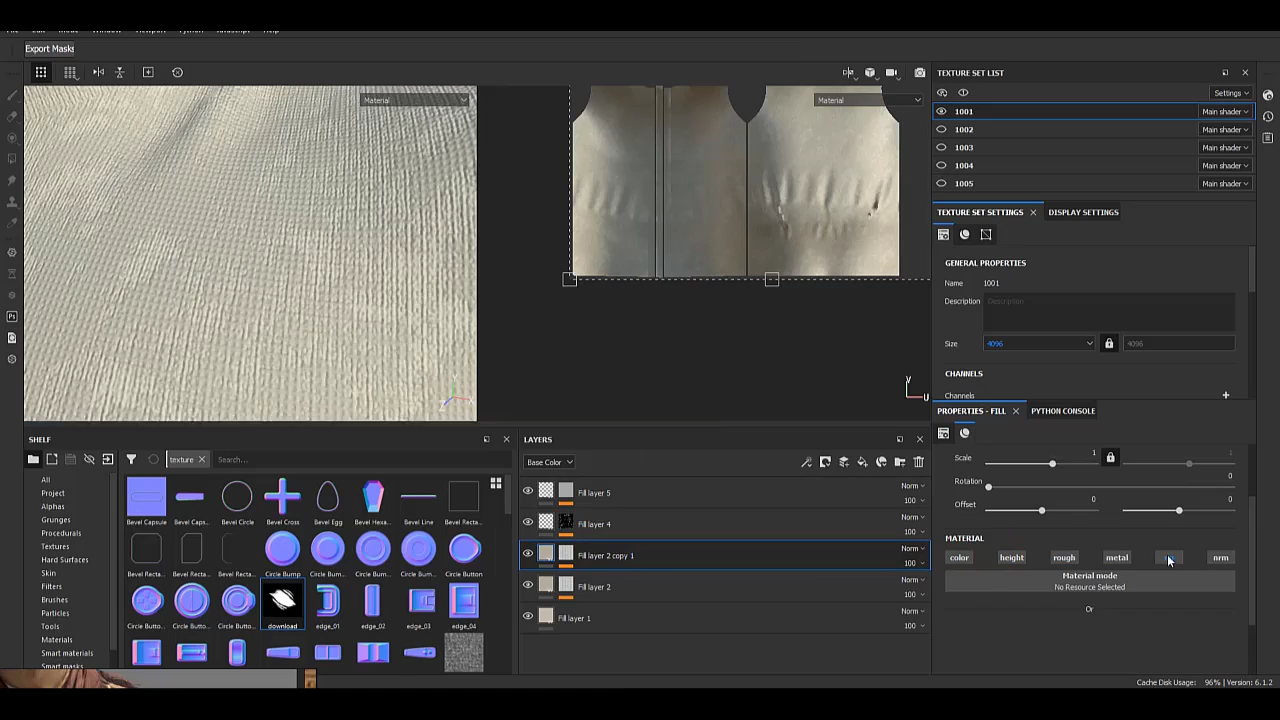 Export Masks
Material
Material
SHELF
texture
Search...
All
Project
Alphas
Grunges
Procedurals
Textures
Hard Surfaces
Skin
Filters
Brushes
Particles
Tools
Materials
Smart materials
Smart masks
Bevel Capsule
Bevel Caps...
Bevel Circle
Bevel Cross
Bevel Egg
Bevel Hexa...
Bevel Line
Bevel Recta...
Bevel Recta...
Bevel Recta...
Bevel Recta...
Circle Bump
Circle Bum...
Circle Bum...
Circle Bum...
Circle Button
Circle Butto...
Circle Butto...
Circle Butto...
download
edge_01
edge_02
edge_03
edge_04
LAYERS
Base Color
Fill layer 5
Norm
100
Fill layer 4
Norm
100
Fill layer 2 copy 1
Norm
100
Fill layer 2
Norm
100
Fill layer 1
Norm
100
V
U
TEXTURE SET LIST
Settings
1001 Main shader
1002 Main shader
1003 Main shader
1004 Main shader
1005 Main shader
TEXTURE SET SETTINGS DISPLAY SETTINGS
GENERAL PROPERTIES
Name 1001
Description Description
Size 4096 4096
CHANNELS
Channels
PROPERTIES - FILL PYTHON CONSOLE
Scale 1 1
Rotation 0
Offset 0 0
MATERIAL
color height rough metal nrm
Material mode
No Resource Selected
Or
Cache Disk Usage: 96% | Version: 6.1.2